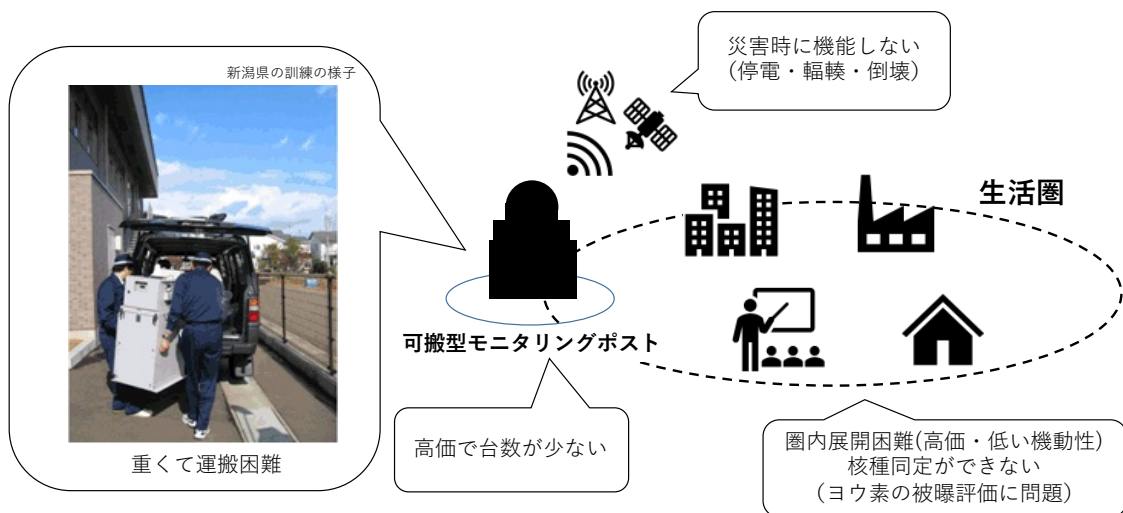 新潟県の訓練の様子
重くて運搬困難
災害時に機能しない
(停電・輻輳・倒壊)
生活圏
可搬型モニタリングポスト
高価で台数が少ない
圏内展開困難(高価・低い機動性)
核種同定ができない
(ヨウ素の被曝評価に問題)